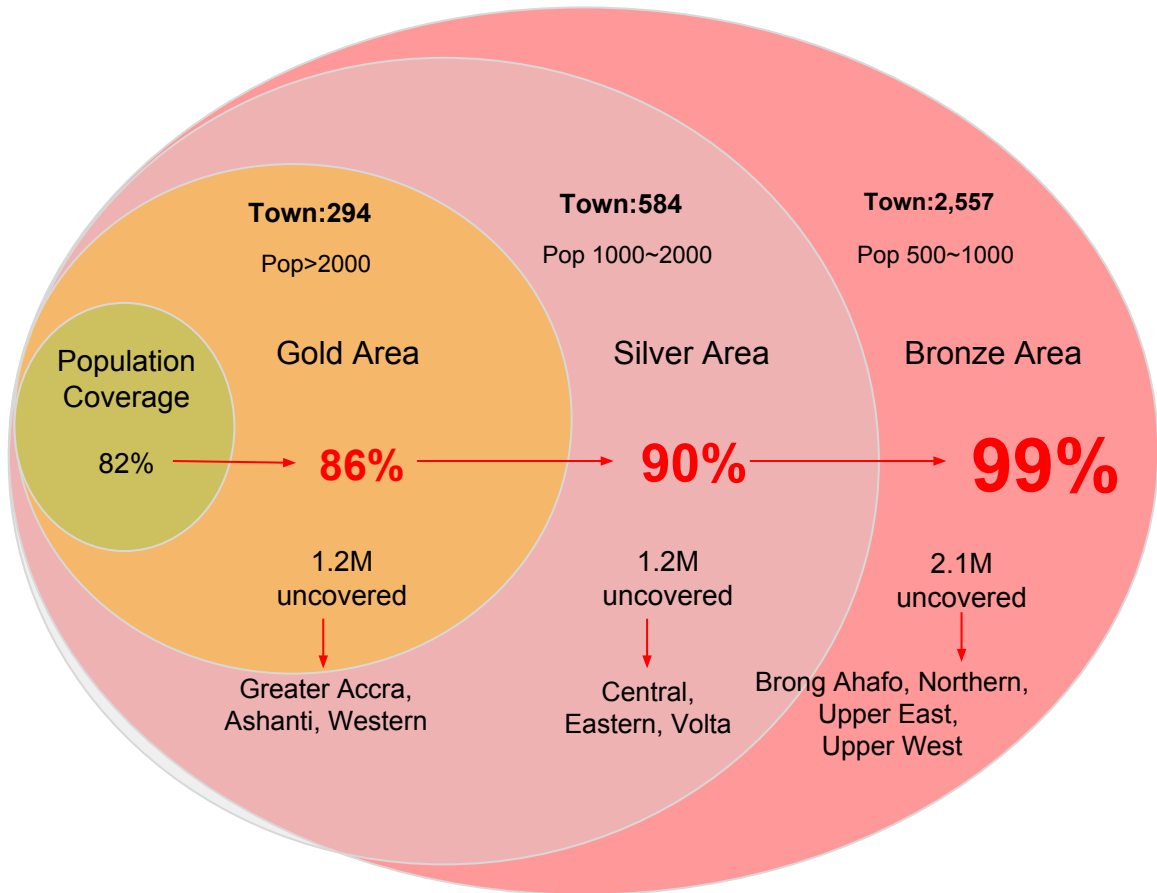 Town:294
Pop>2000
Town:584
Pop 1000~2000
Town:2,557
Pop 500~1000
Population
Coverage
82%
Gold Area
86%
Silver Area
90%
Bronze Area
99%
1.2M
uncovered
Greater Accra,
Ashanti, Western
1.2M
uncovered
Central,
Eastern, Volta
2.1M
uncovered
Brong Ahafo, Northern,
Upper East,
Upper West